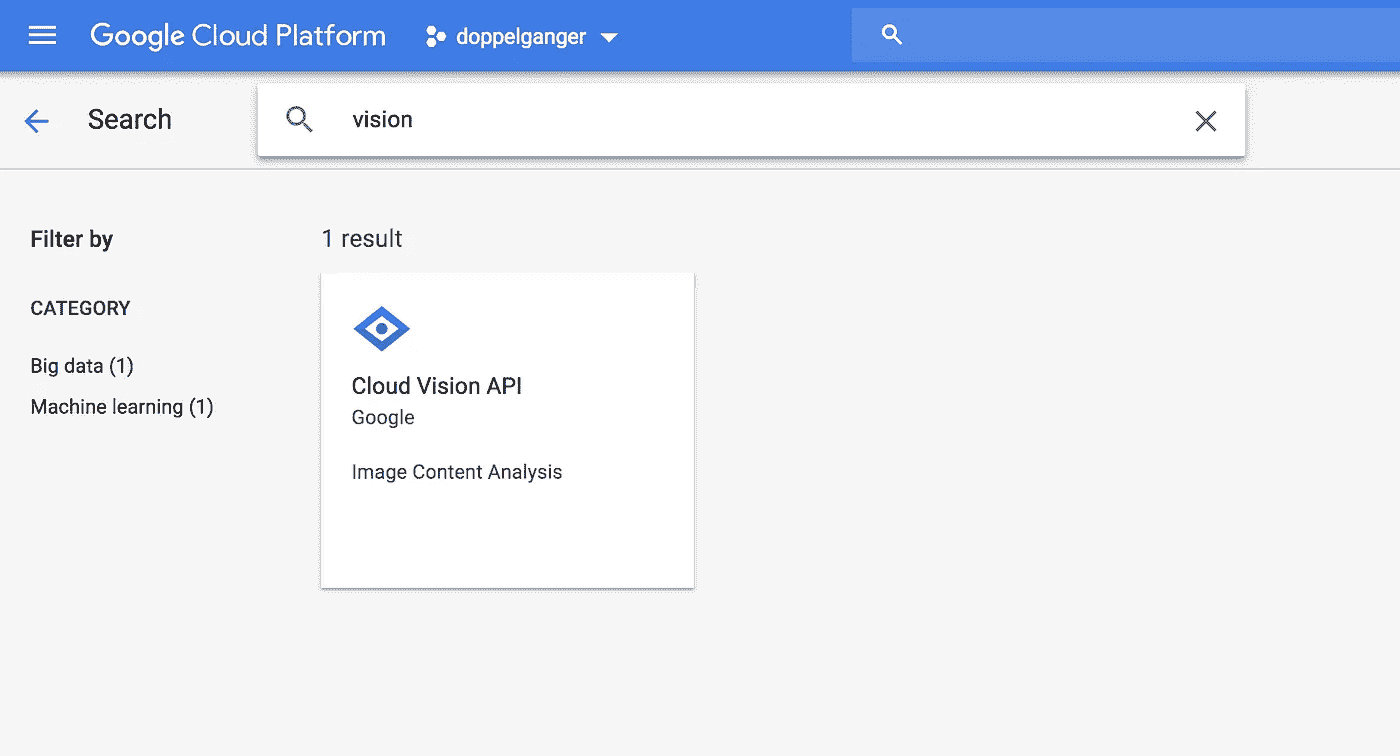 Google Cloud Platform doppelganger
Search vision
Filter by
CATEGORY
Big data (1)
Machine learning (1)
1 result
Cloud Vision API
Google
Image Content Analysis